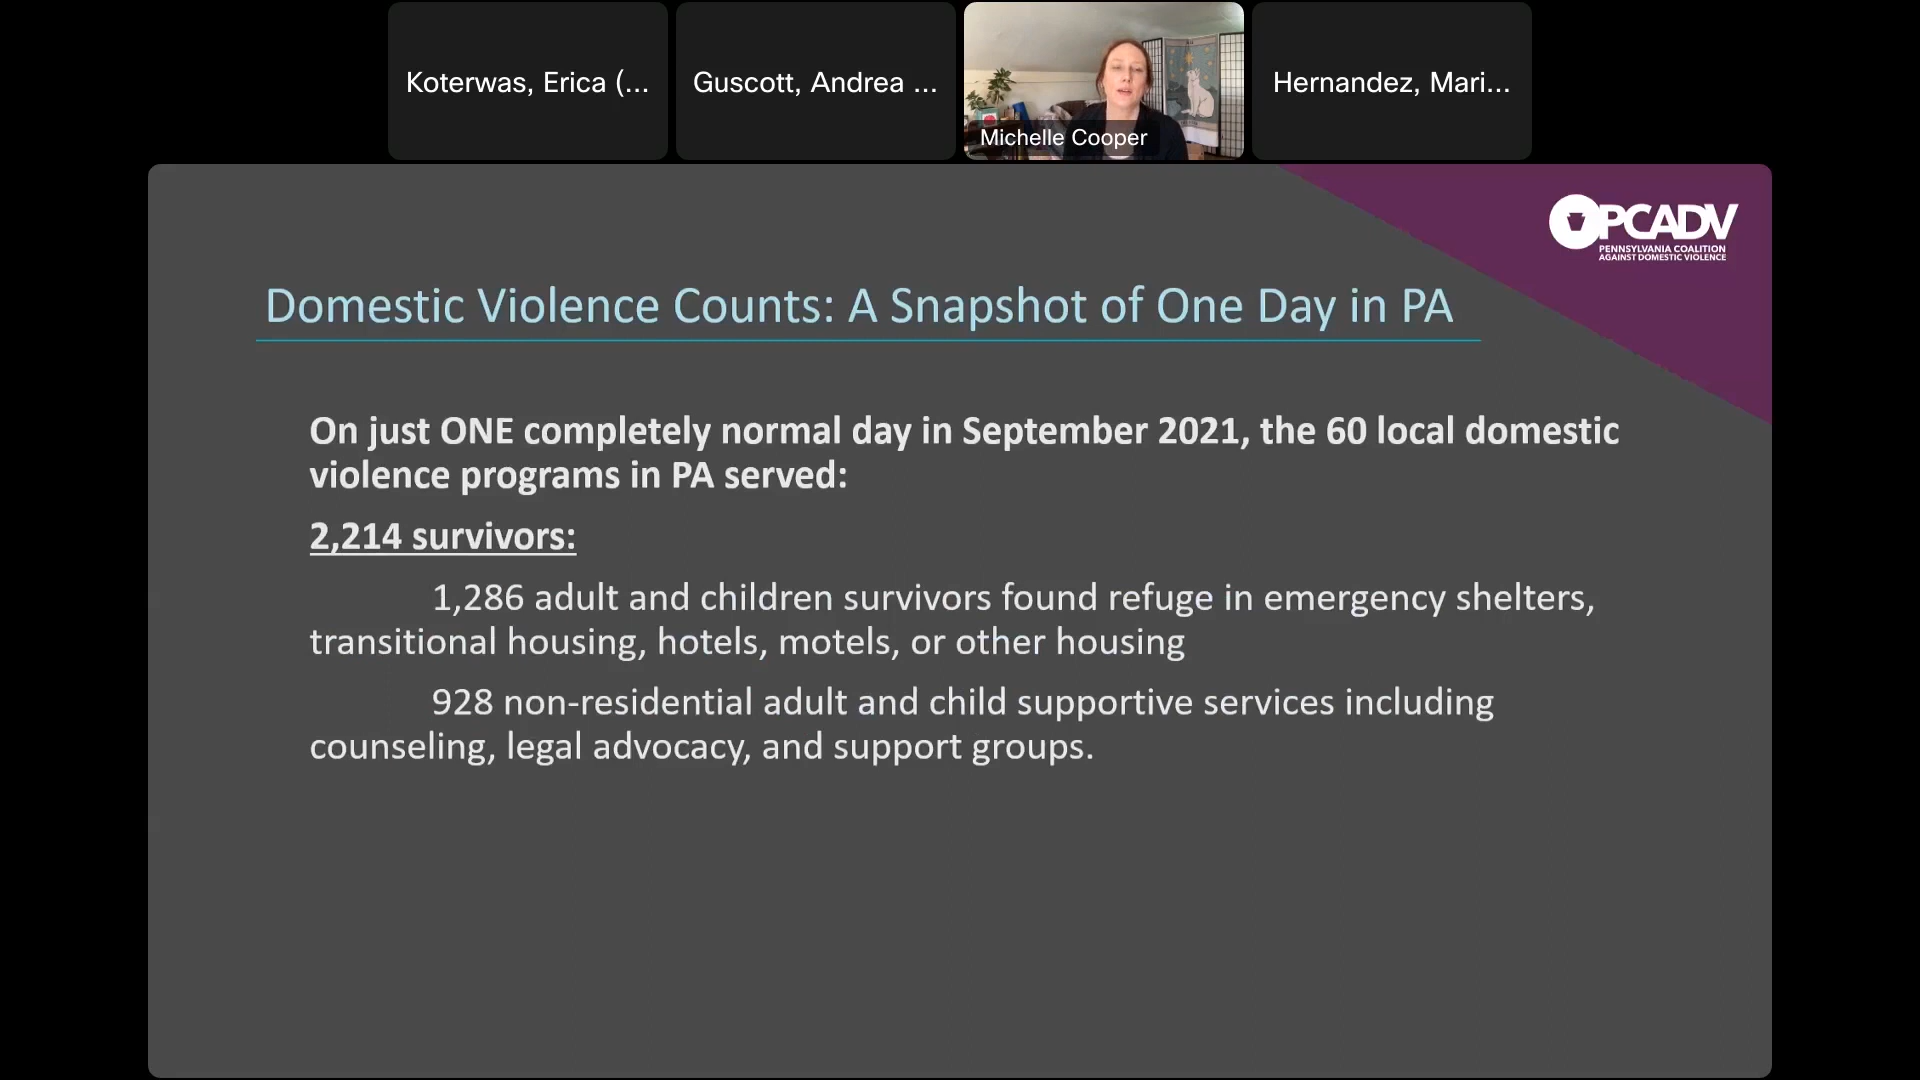 Koterwas, Erica (...
Guscott, Andrea ...
Michelle Cooper
Hernandez, Mari...
PCADV
PENNSYLVANIA COALITION
AGAINST DOMESTIC VIOLENCE
Domestic Violence Counts: A Snapshot of One Day in PA
On just ONE completely normal day in September 2021, the 60 local domestic
violence programs in PA served:
2,214 survivors:
1,286 adult and children survivors found refuge in emergency shelters,
transitional housing, hotels, motels, or other housing
928 non-residential adult and child supportive services including
counseling, legal advocacy, and support groups.